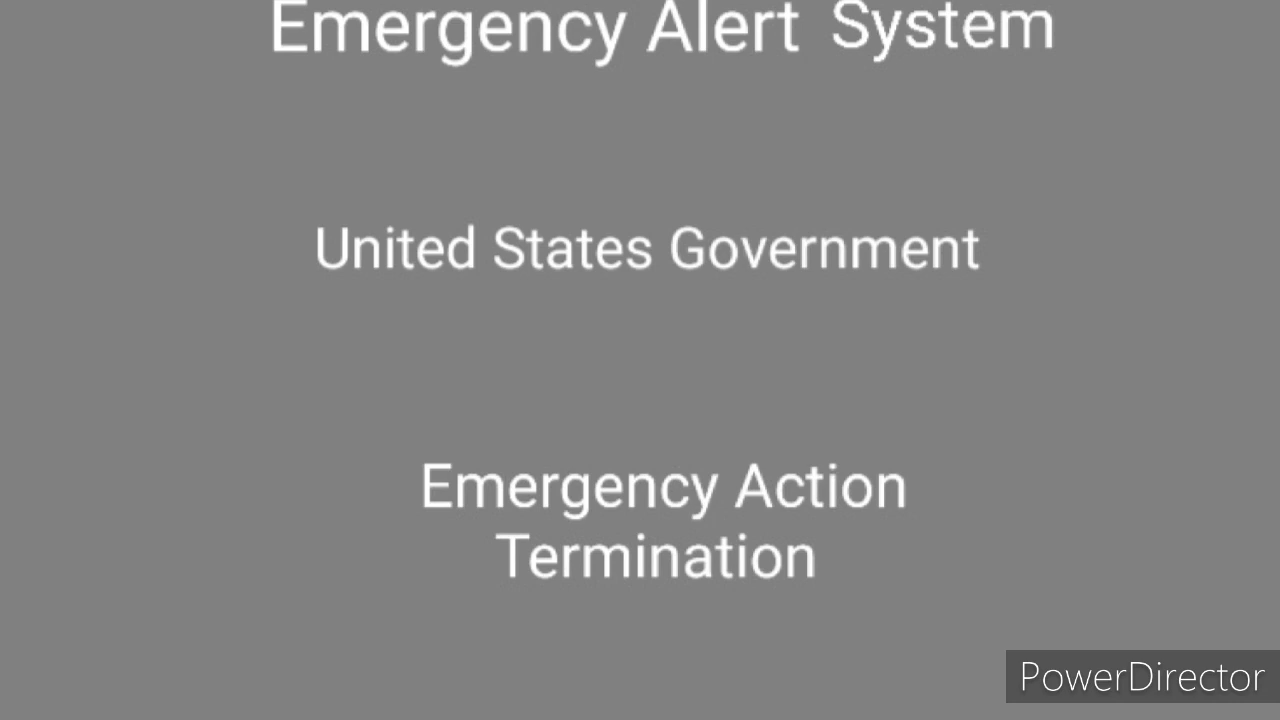 Emergency Alert System
United States Government
Emergency Action
Termination
PowerDirector